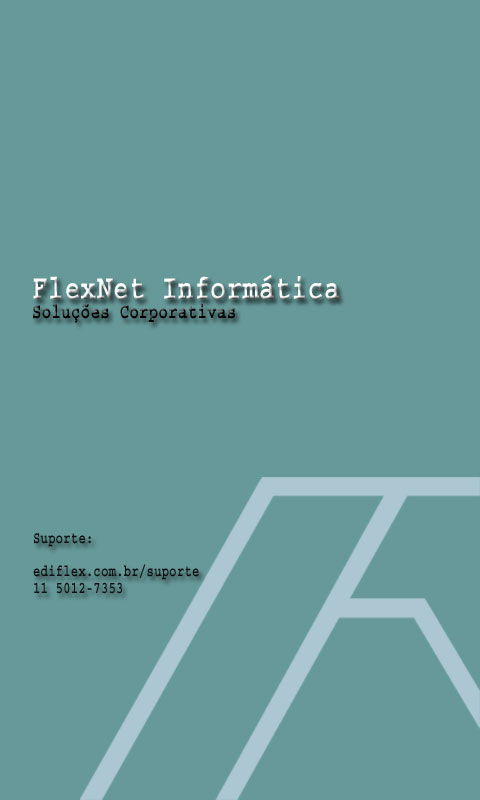 FlexNet Informática
Soluções Corporativas
Suporte:
ediflex.com.br/suporte
11 5012-7353